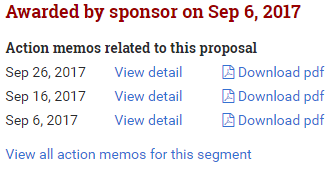 Awarded by sponsor on Sep 6, 2017
Action memos related to this proposal
Sep 26, 2017 View detail Download pdf
Sep 16, 2017 View detail Download pdf
Sep 6, 2017 View detail Download pdf
View all action memos for this segment